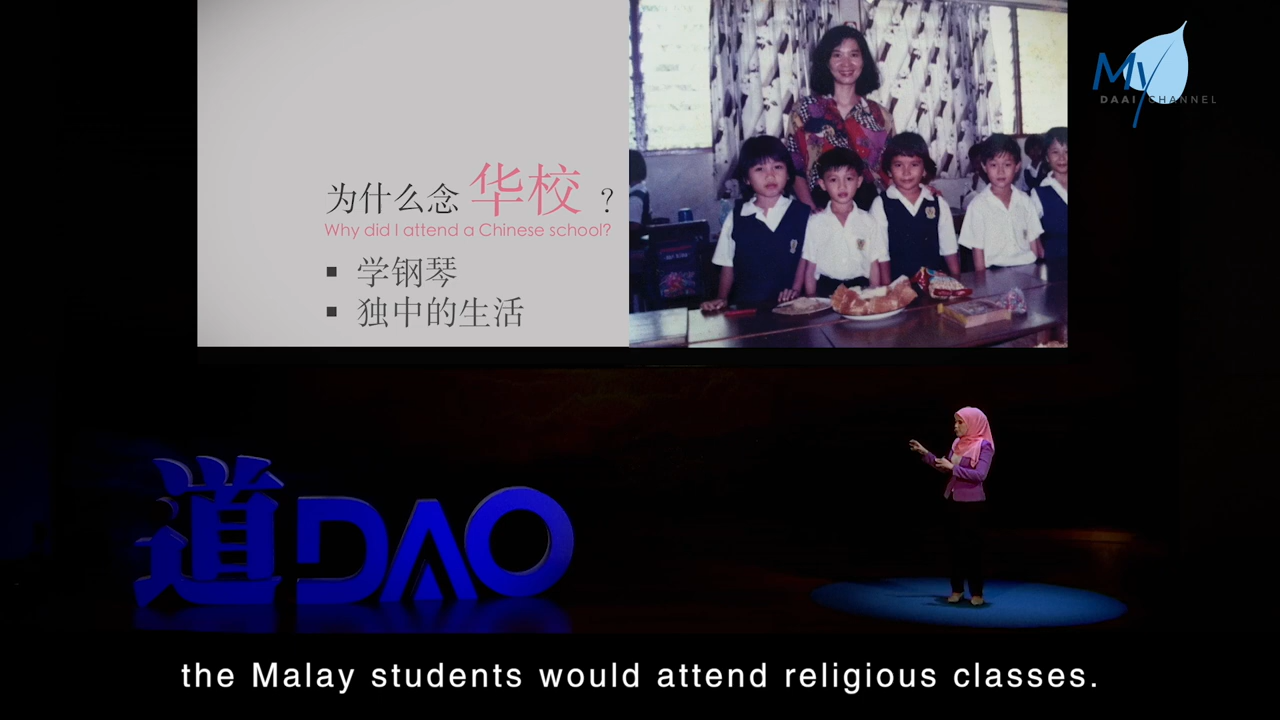 为什么念 华校 ?
Why did I attend a Chinese school?
▪ 学钢琴
▪ 独中的生活
My
DAAI CHANNEL
道DAO
the Malay students would attend religious classes.